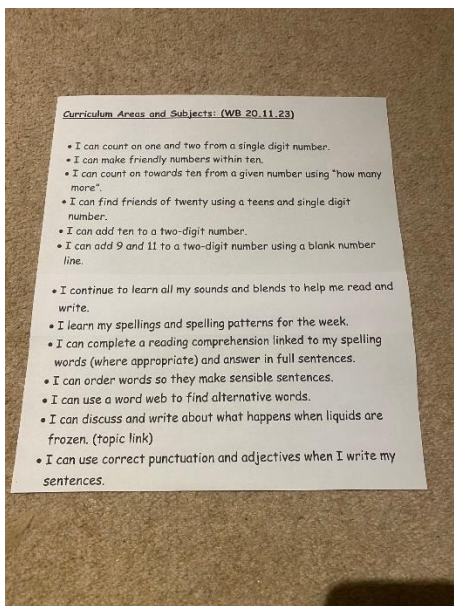 Curriculum Areas and Subjects: (WB 20.11.23)
• I can count on one and two from a single digit number.
• I can make friendly numbers within ten.
• I can count on towards ten from a given number using "how many
more".
• I can find friends of twenty using a teens and single digit
number.
• I can add ten to a two-digit number.
• I can add 9 and 11 to a two-digit number using a blank number
line.
• I continue to learn all my sounds and blends to help me read and
write.
• I learn my spellings and spelling patterns for the week.
• I can complete a reading comprehension linked to my spelling
words (where appropriate) and answer in full sentences.
• I can order words so they make sensible sentences.
• I can use a word web to find alternative words.
• I can discuss and write about what happens when liquids are
frozen. (topic link)
• I can use correct punctuation and adjectives when I write my
sentences.